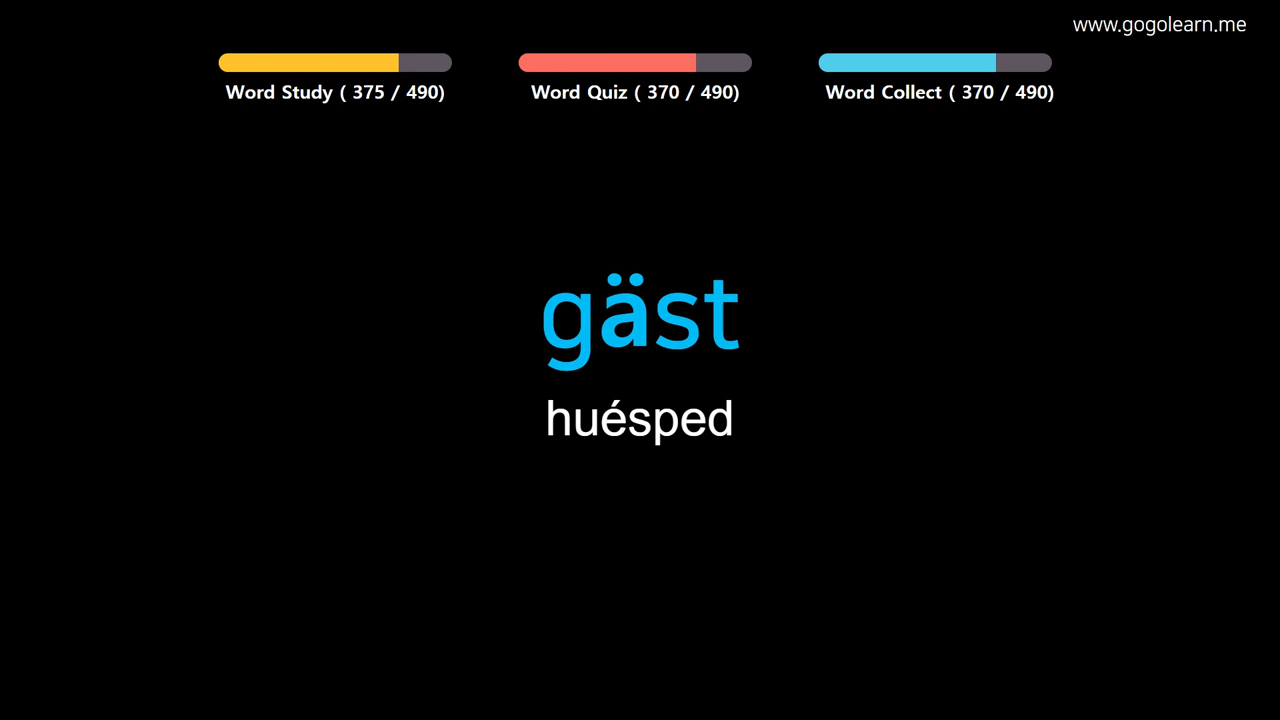 www.gogolearn.me
Word Study ( 375 / 490)
Word Quiz ( 370 / 490)
Word Collect ( 370 / 490)
gäst
huésped